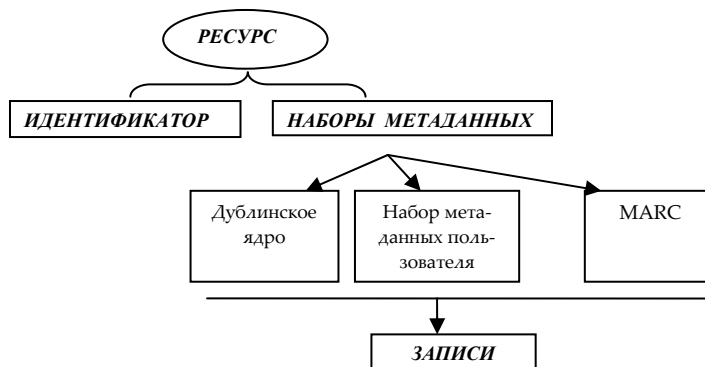 РЕСУРС
ИДЕНТИФИКАТОР
НАБОРЫ МЕТАДАННЫХ
Дублинское
ядро
Набор мета-
данных поль-
зователя
MARC
ЗАПИСИ